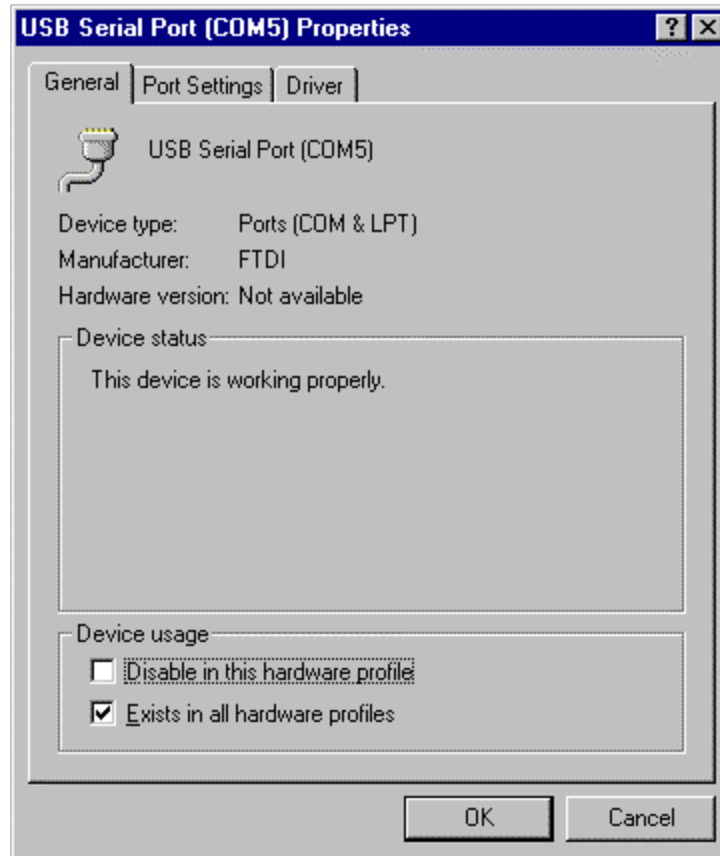 USB Serial Port (COM5) Properties
General Port Settings Driver
USB Serial Port (COM5)
Device type: Ports (COM & LPT)
Manufacturer: FTDI
Hardware version: Not available
Device status
This device is working properly.
Device usage
Disable in this hardware profile
Exists in all hardware profiles
OK Cancel